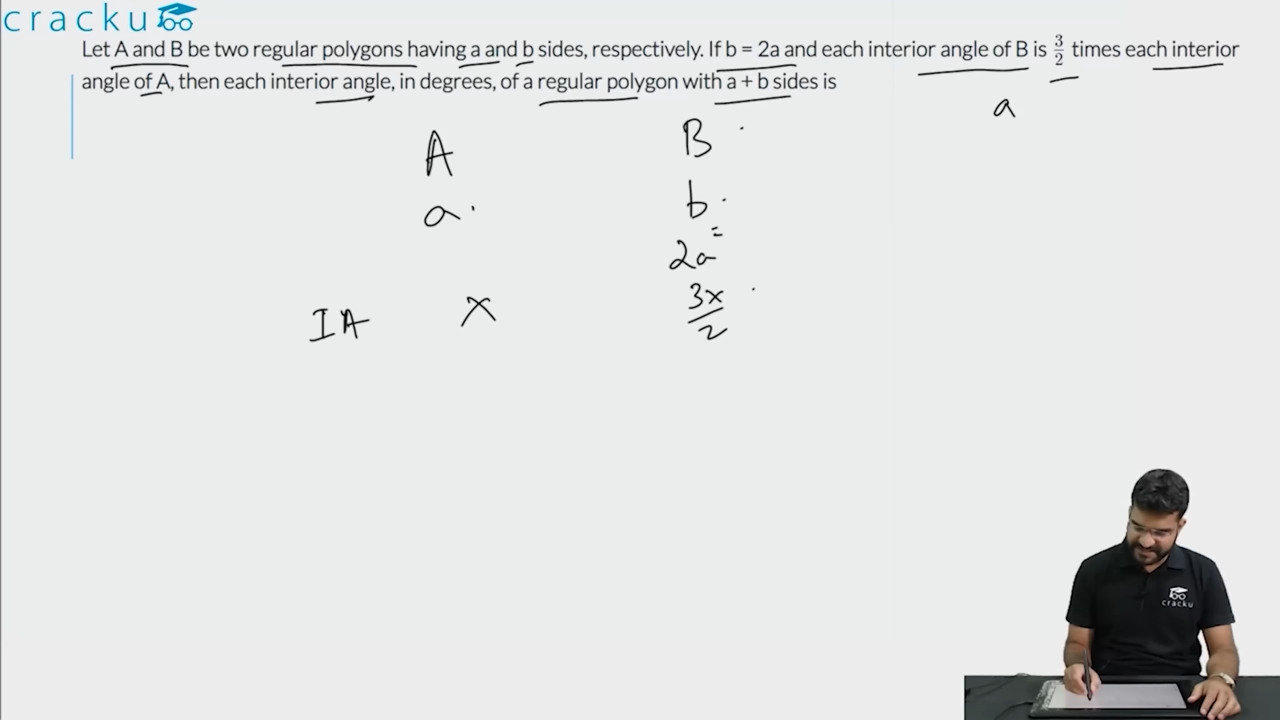 cracku
Let A and B be two regular polygons having a and b sides, respectively. If b = 2a and each interior angle of B is 3/2 times each interior
angle of A, then each interior angle, in degrees, of a regular polygon with a + b sides is
a
A B
a b
=
2a
IA x 3x/2
cracku